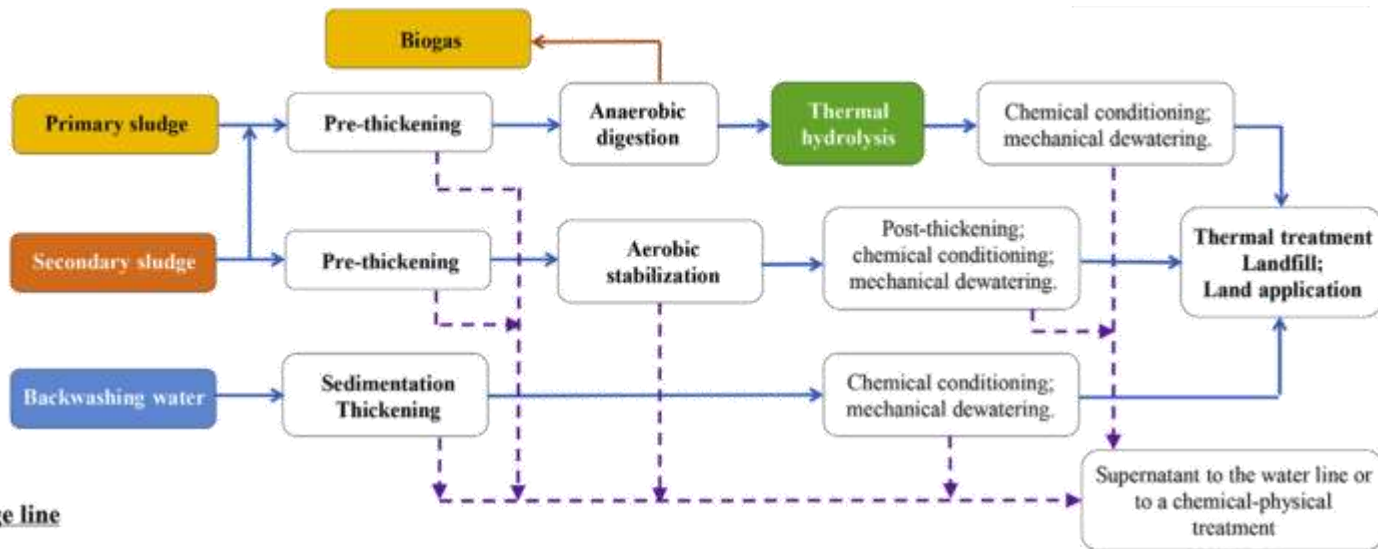 Biogas
Primary sludge
Pre-thickening
Anaerobic
digestion
Thermal
hydrolysis
Chemical conditioning;
mechanical dewatering.
Secondary sludge
Pre-thickening
Aerobic
stabilization
Post-thickening;
chemical conditioning;
mechanical dewatering.
Thermal treatment
Landfill;
Land application
Backwashing water
Sedimentation
Thickening
Chemical conditioning;
mechanical dewatering.
Supernatant to the water line or
to a chemical-physical
treatment
ge line